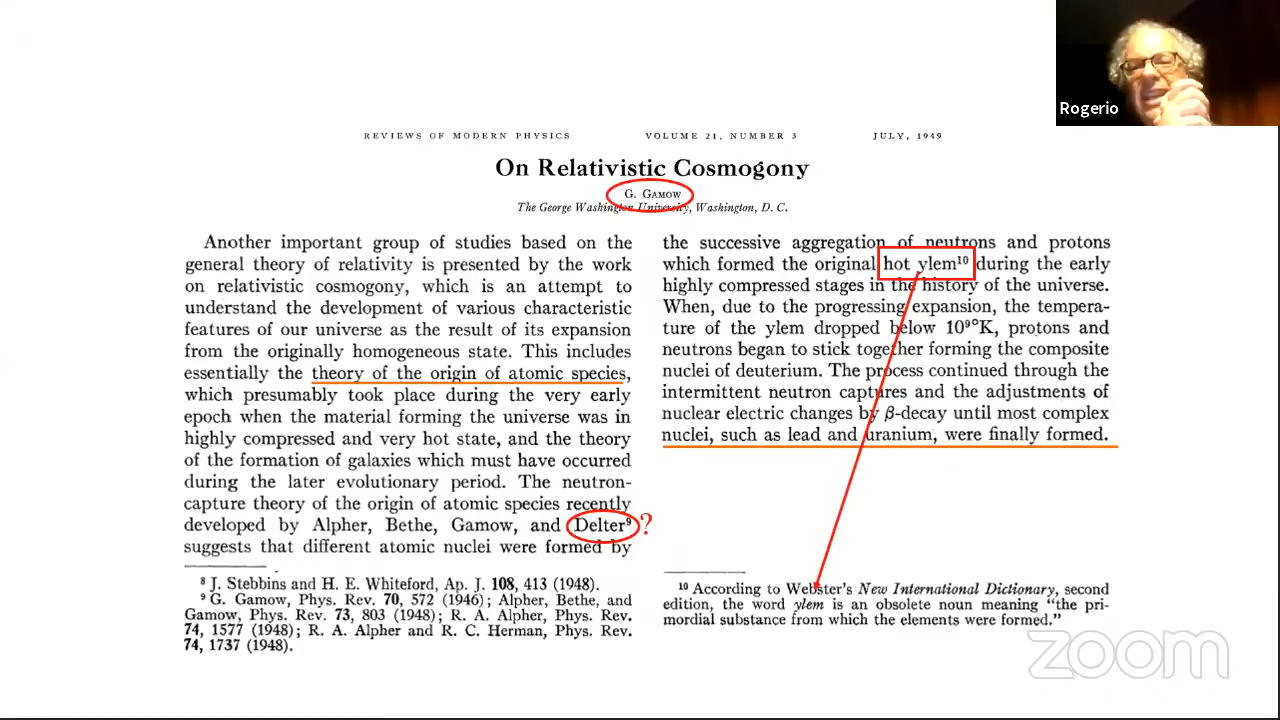 Rogerio
REVIEWS OF MODERN PHYSICS VOLUME 21, NUMBER 3 JULY, 1949
On Relativistic Cosmogony
G. GAMOW
The George Washington University, Washington, D. C.
Another important group of studies based on the
general theory of relativity is presented by the work
on relativistic cosmogony, which is an attempt to
understand the development of various characteristic
features of our universe as the result of its expansion
from the originally homogeneous state. This includes
essentially the theory of the origin of atomic species,
which presumably took place during the very early
epoch when the material forming the universe was in
highly compressed and very hot state, and the theory
of the formation of galaxies which must have occurred
during the later evolutionary period. The neutron-
capture theory of the origin of atomic species recently
developed by Alpher, Bethe, Gamow, and Delter⁹ ?
suggests that different atomic nuclei were formed by
⁸ J. Stebbins and H. E. Whiteford, Ap. J. 108, 413 (1948).
⁹ G. Gamow, Phys. Rev. 70, 572 (1946); Alpher, Bethe, and
Gamow, Phys. Rev. 73, 803 (1948); R. A. Alpher, Phys. Rev.
74, 1577 (1948); R. A. Alpher and R. C. Herman, Phys. Rev.
74, 1737 (1948).
the successive aggregation of neutrons and protons
which formed the original hot ylem¹⁰ during the early
highly compressed stages in the history of the universe.
When, due to the progressing expansion, the tempera-
ture of the ylem dropped below 10⁹°K, protons and
neutrons began to stick together forming the composite
nuclei of deuterium. The process continued through the
intermittent neutron captures and the adjustments of
nuclear electric changes by β-decay until most complex
nuclei, such as lead and uranium, were finally formed.
¹⁰ According to Webster's New International Dictionary, second
edition, the word ylem is an obsolete noun meaning "the pri-
mordial substance from which the elements were formed."
zoom